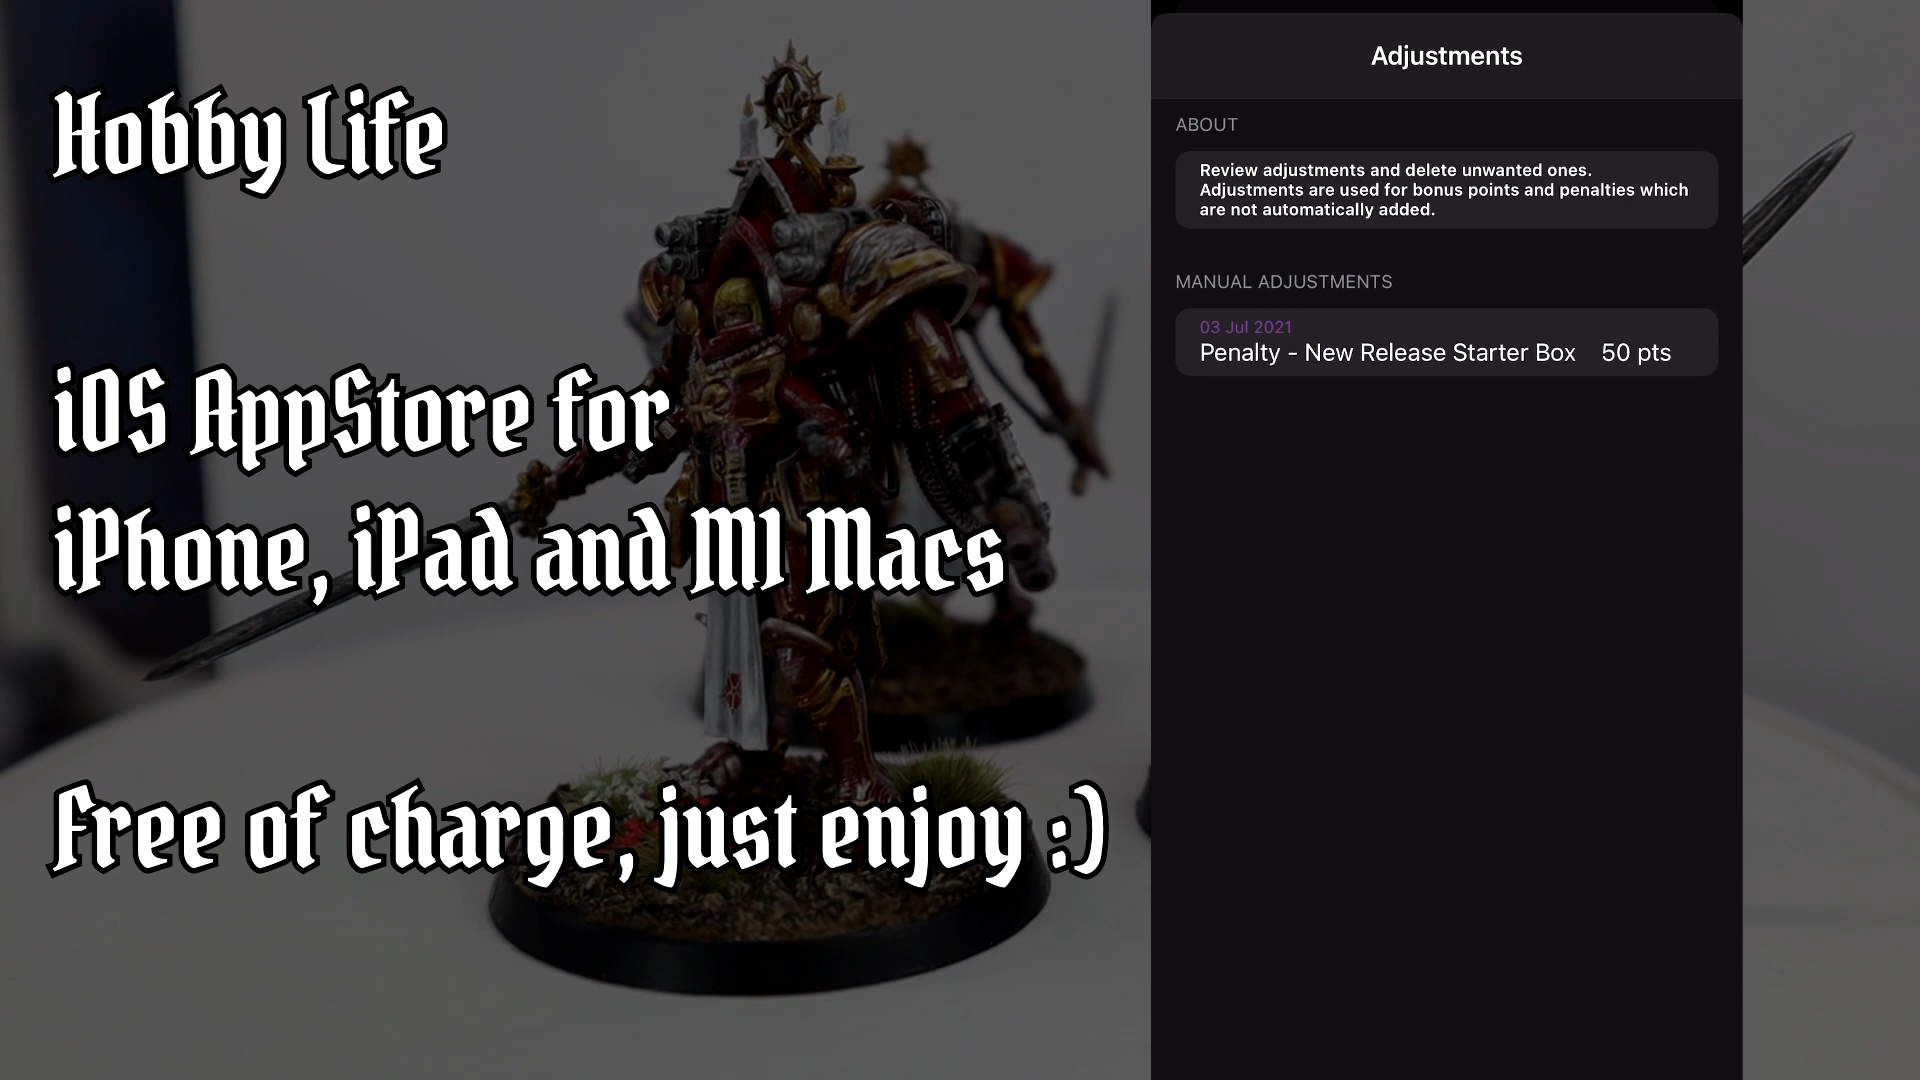 Hobby Life
iOS AppStore for
iPhone, iPad and M1 Macs
Free of charge, just enjoy :)
Adjustments
ABOUT
Review adjustments and delete unwanted ones.
Adjustments are used for bonus points and penalties which
are not automatically added.
MANUAL ADJUSTMENTS
03 Jul 2021
Penalty - New Release Starter Box 50 pts